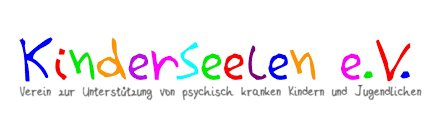 Kinderseelen e.V.
Verein zur Unterstützung von psychisch kranken Kindern und Jugendlichen